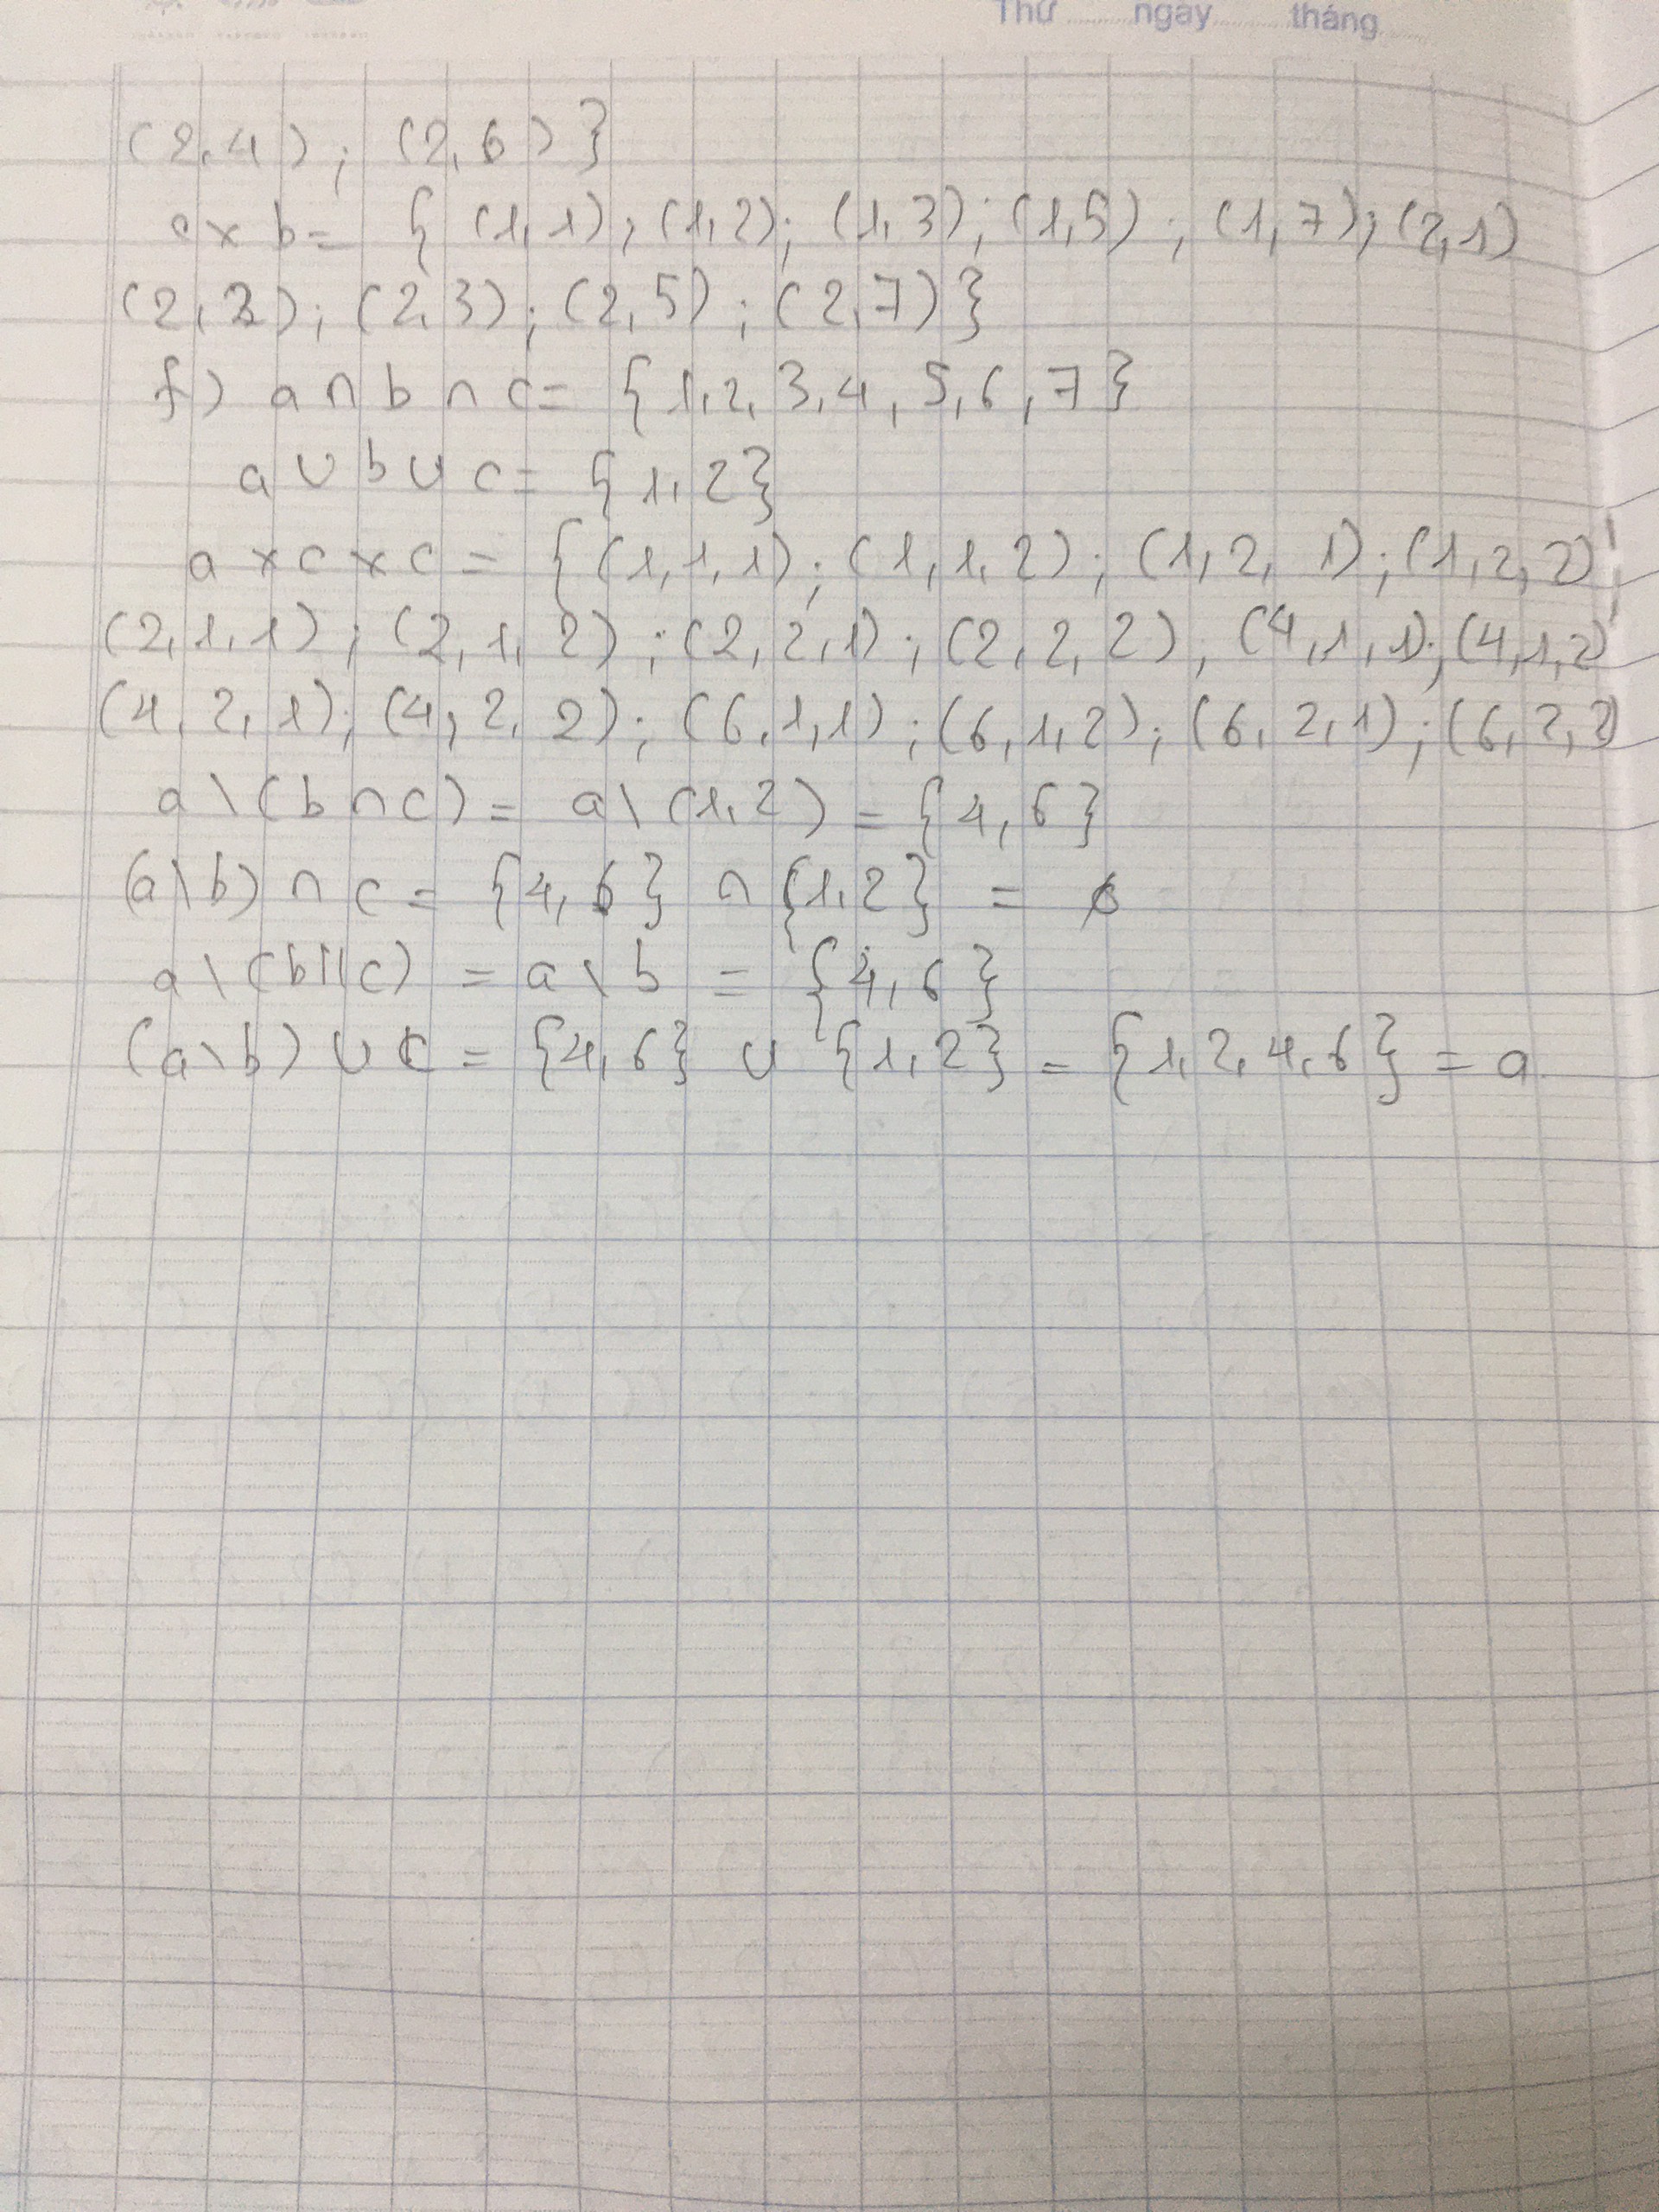 Thứ ........ ngày ........ tháng ........
(2,4); (2,6)}
c × b = { (1,1); (1,2); (1,3); (1,5); (1,7); (2,1)
(2,2); (2,3); (2,5); (2,7)}
f) a ∩ b ∩ c = {1,2,3,4,5,6,7}
a ∪ b ∪ c = {1,2}
a × c × c = {(1,1,1); (1,1,2); (1,2,1); (1,2,2);
(2,1,1); (2,1,2); (2,2,1); (2,2,2), (4,1,1); (4,1,2)
(4,2,1); (4,2,2); (6,1,1); (6,1,2); (6,2,1); (6,2,2)
a \ (b ∩ c) = a \ (1,2) = {4,6}
(a \ b) ∩ c = {4,6} ∩ {1,2} = ∅
a \ (b ∪ c) = a \ b = {4,6}
(a \ b) ∪ c = {4,6} ∪ {1,2} = {1,2,4,6} = a.